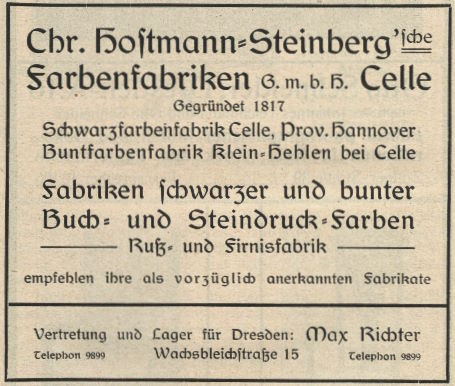 Chr. Hoſtmann-Steinberg'ſche
Farbenfabriken G. m. b. H. Celle
Gegründet 1817
Schwarzfarbenfabrik Celle, Prov. Hannover
Buntfarbenfabrik Klein-Hehlen bei Celle
Fabriken ſchwarzer und bunter
Buch- und Steindruck-Farben
Ruß- und Firnisfabrik
empfehlen ihre als vorzüglich anerkannten Fabrikate
Vertretung und Lager für Dresden: Max Richter
Telephon 9899 Wachsbleichſtraße 15 Telephon 9899